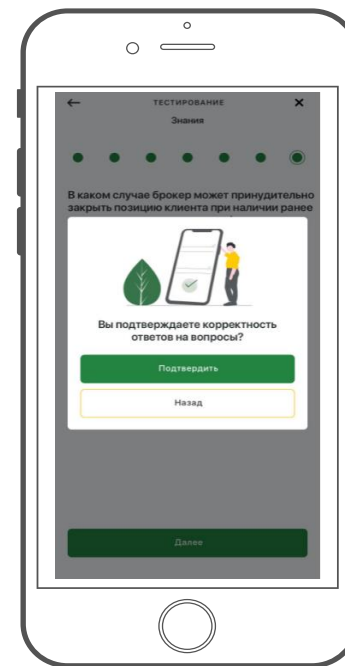 ТЕСТИРОВАНИЕ
Знания
В каком случае брокер может принудительно
закрыть позицию клиента при наличии ранее
Вы подтверждаете корректность
ответов на вопросы?
Подтвердить
Назад
Далее